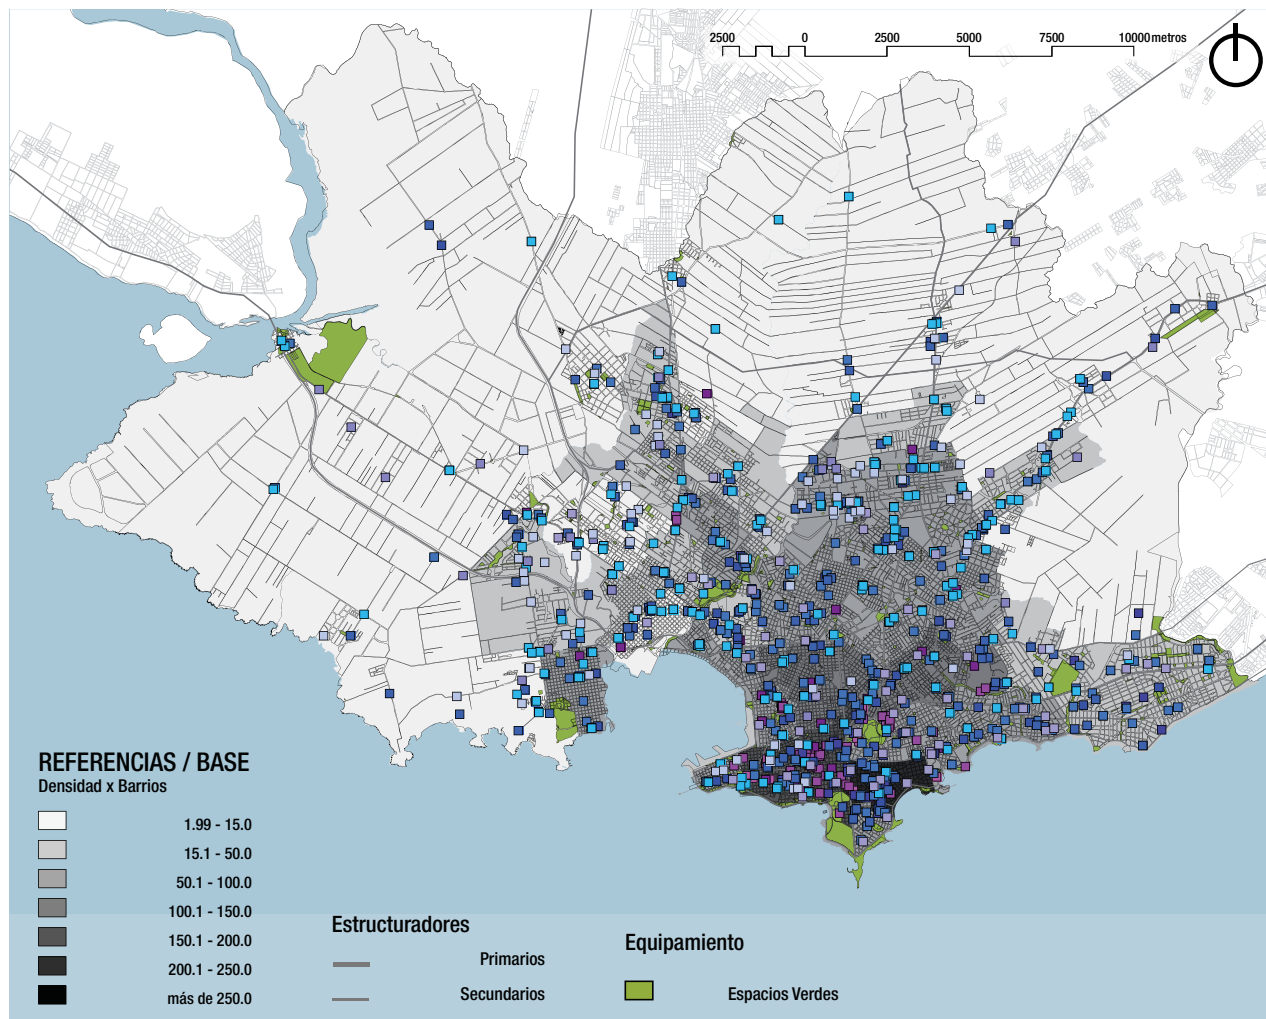 2500 0 2500 5000 7500 10000 metros
REFERENCIAS / BASE
Densidad x Barrios
1.99 - 15.0
15.1 - 50.0
50.1 - 100.0
100.1 - 150.0
150.1 - 200.0
200.1 - 250.0
más de 250.0
Estructuradores
Primarios
Secundarios
Equipamiento
Espacios Verdes